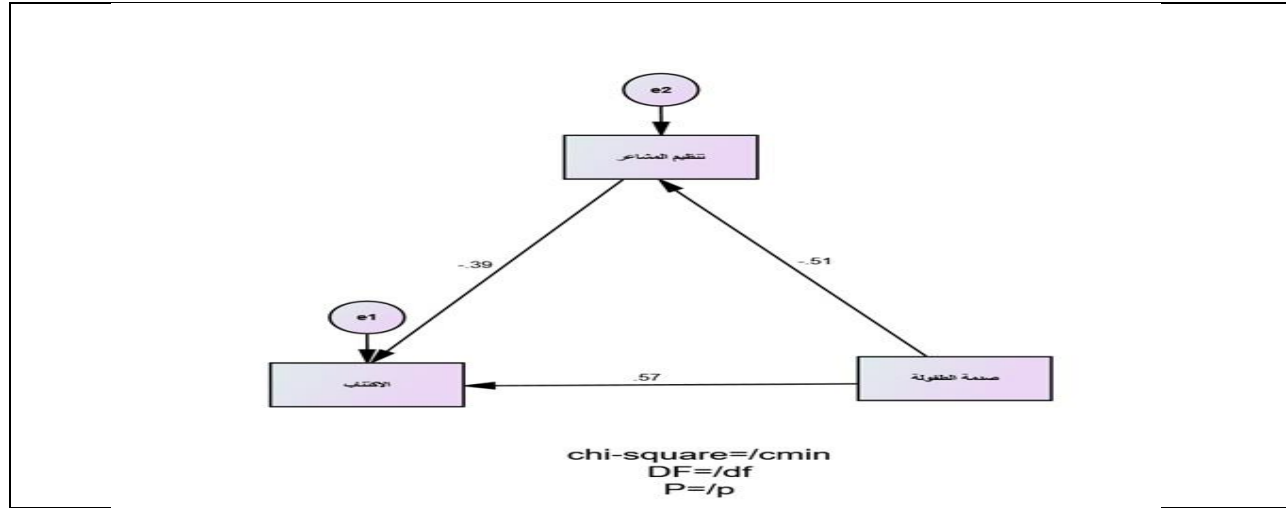 e2
تنظيم المشاعر
-.39
-.51
e1
الاكتئاب
.57
صدمة الطفولة
chi-square=/cmin
DF=/df
P=/p